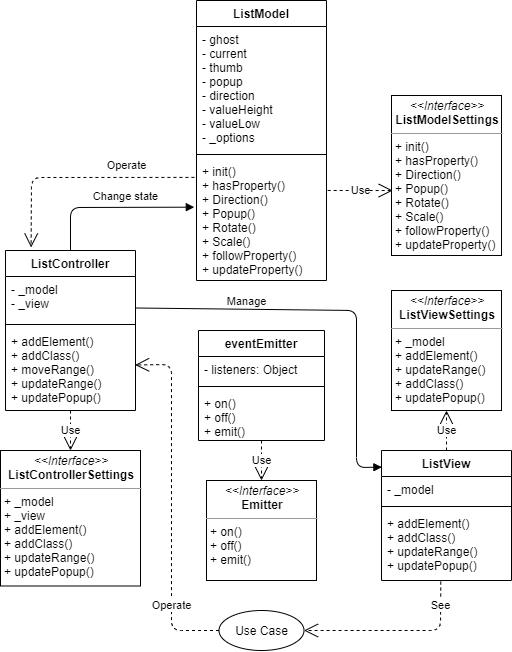 ListModel
- ghost
- current
- thumb
- popup
- direction
- valueHeight
- valueLow
- _options
+ init()
+ hasProperty()
+ Direction()
+ Popup()
+ Rotate()
+ Scale()
+ followProperty()
+ updateProperty()
<<Interface>>
ListModelSettings
+ init()
+ hasProperty()
+ Direction()
+ Popup()
+ Rotate()
+ Scale()
+ followProperty()
+ updateProperty()
Use
Operate
Change state
ListController
- _model
- _view
+ addElement()
+ addClass()
+ moveRange()
+ updateRange()
+ updatePopup()
Manage
<<Interface>>
ListViewSettings
+ _model
+ addElement()
+ updateRange()
+ addClass()
+ updatePopup()
eventEmitter
- listeners: Object
+ on()
+ off()
+ emit()
Use
Use
Use
<<Interface>>
ListControllerSettings
+ _model
+ _view
+ addElement()
+ addClass()
+ updateRange()
+ updatePopup()
<<Interface>>
Emitter
+ on()
+ off()
+ emit()
ListView
- _model
+ addElement()
+ addClass()
+ updateRange()
+ updatePopup()
Operate
See
Use Case